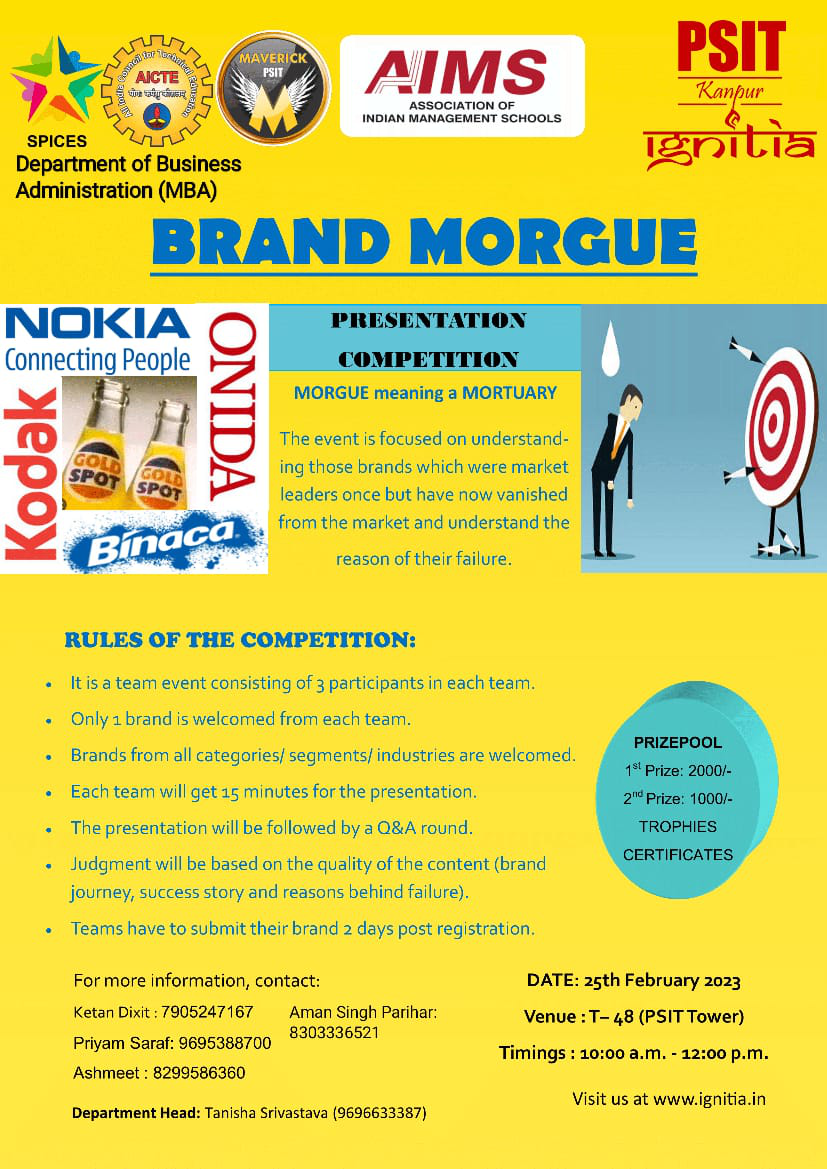 All India Council for Technical Education
AICTE
MAVERICK
PSIT
M
AIMS
ASSOCIATION OF
INDIAN MANAGEMENT SCHOOLS
PSIT
Kanpur
ignitia
SPICES
Department of Business
Administration (MBA)
BRAND MORGUE
NOKIA
Connecting People
Kodak
GOLD
SPOT
GOLD
SPOT
ONIDA
Binaca
PRESENTATION
COMPETITION
MORGUE meaning a MORTUARY
The event is focused on understand-
ing those brands which were market
leaders once but have now vanished
from the market and understand the
reason of their failure.
RULES OF THE COMPETITION:
• It is a team event consisting of 3 participants in each team.
• Only 1 brand is welcomed from each team.
• Brands from all categories/ segments/ industries are welcomed.
• Each team will get 15 minutes for the presentation.
• The presentation will be followed by a Q&A round.
• Judgment will be based on the quality of the content (brand
journey, success story and reasons behind failure).
• Teams have to submit their brand 2 days post registration.
PRIZEPOOL
1st Prize: 2000/-
2nd Prize: 1000/-
TROPHIES
CERTIFICATES
For more information, contact:
Ketan Dixit : 7905247167
Priyam Saraf: 9695388700
Ashmeet : 8299586360
Aman Singh Parihar:
8303336521
Department Head: Tanisha Srivastava (9696633387)
DATE: 25th February 2023
Venue : T– 48 (PSIT Tower)
Timings : 10:00 a.m. - 12:00 p.m.
Visit us at www.ignitia.in